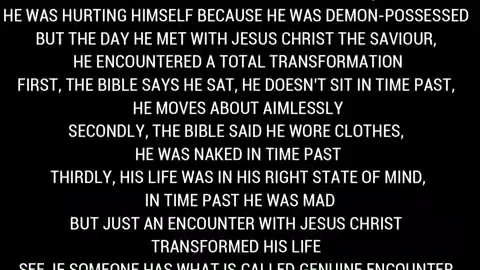 HE WAS HURTING HIMSELF BECAUSE HE WAS DEMON-POSSESSED
BUT THE DAY HE MET WITH JESUS CHRIST THE SAVIOUR,
HE ENCOUNTERED A TOTAL TRANSFORMATION
FIRST, THE BIBLE SAYS HE SAT, HE DOESN'T SIT IN TIME PAST,
HE MOVES ABOUT AIMLESSLY
SECONDLY, THE BIBLE SAID HE WORE CLOTHES,
HE WAS NAKED IN TIME PAST
THIRDLY, HIS LIFE WAS IN HIS RIGHT STATE OF MIND,
IN TIME PAST HE WAS MAD
BUT JUST AN ENCOUNTER WITH JESUS CHRIST
TRANSFORMED HIS LIFE
SEE, IF SOMEONE HAS WHAT IS CALLED GENUINE ENCOUNTER